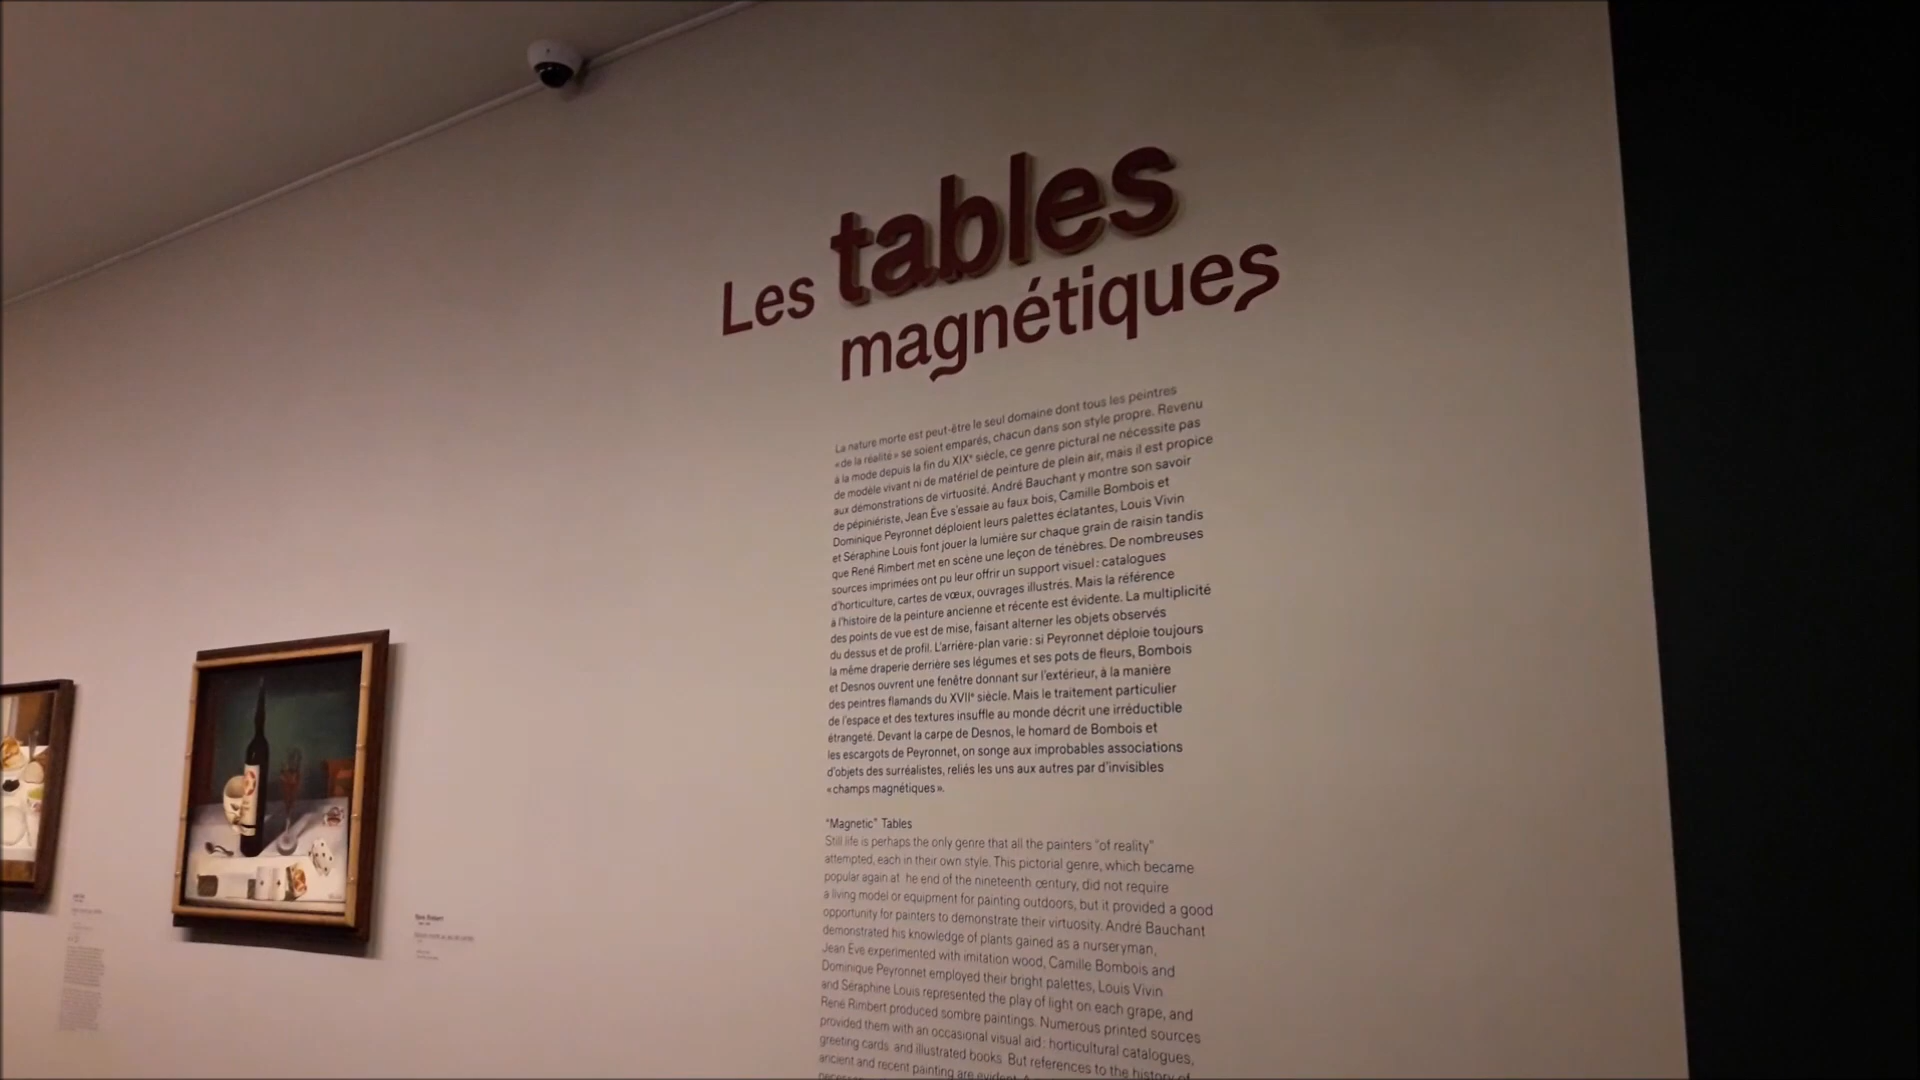 Les tables
magnétiques
La nature morte est peut-être le seul domaine dont tous les peintres
« de la réalité » se soient emparés, chacun dans son style propre. Revenu
à la mode depuis la fin du XIXe siècle, ce genre pictural ne nécessite pas
de modèle vivant ni de matériel de peinture de plein air, mais il est propice
aux démonstrations de virtuosité. André Bauchant y montre son savoir
de pépiniériste, Jean Ève s'essaie au faux bois, Camille Bombois et
Dominique Peyronnet déploient leurs palettes éclatantes, Louis Vivin
et Séraphine Louis font jouer la lumière sur chaque grain de raisin tandis
que René Rimbert met en scène une leçon de ténèbres. De nombreuses
sources imprimées ont pu leur offrir un support visuel : catalogues
d'horticulture, cartes de vœux, ouvrages illustrés. Mais la référence
à l'histoire de la peinture ancienne et récente est évidente. La multiplicité
des points de vue est de mise, faisant alterner les objets observés
du dessus et de profil. L'arrière-plan varie : si Peyronnet déploie toujours
la même draperie derrière ses légumes et ses pots de fleurs, Bombois
et Desnos ouvrent une fenêtre donnant sur l'extérieur, à la manière
des peintres flamands du XVIIe siècle. Mais le traitement particulier
de l'espace et des textures insuffle au monde décrit une irréductible
étrangeté. Devant la carpe de Desnos, le homard de Bombois et
les escargots de Peyronnet, on songe aux improbables associations
d'objets des surréalistes, reliés les uns aux autres par d'invisibles
« champs magnétiques ».
"Magnetic" Tables
Still life is perhaps the only genre that all the painters "of reality"
attempted, each in their own style. This pictorial genre, which became
popular again at he end of the nineteenth century, did not require
a living model or equipment for painting outdoors, but it provided a good
opportunity for painters to demonstrate their virtuosity. André Bauchant
demonstrated his knowledge of plants gained as a nurseryman,
Jean Ève experimented with imitation wood, Camille Bombois and
Dominique Peyronnet employed their bright palettes, Louis Vivin
and Séraphine Louis represented the play of light on each grape, and
René Rimbert produced sombre paintings. Numerous printed sources
provided them with an occasional visual aid: horticultural catalogues,
greeting cards and illustrated books. But references to the history of
ancient and recent painting are evident.
René Rimbert